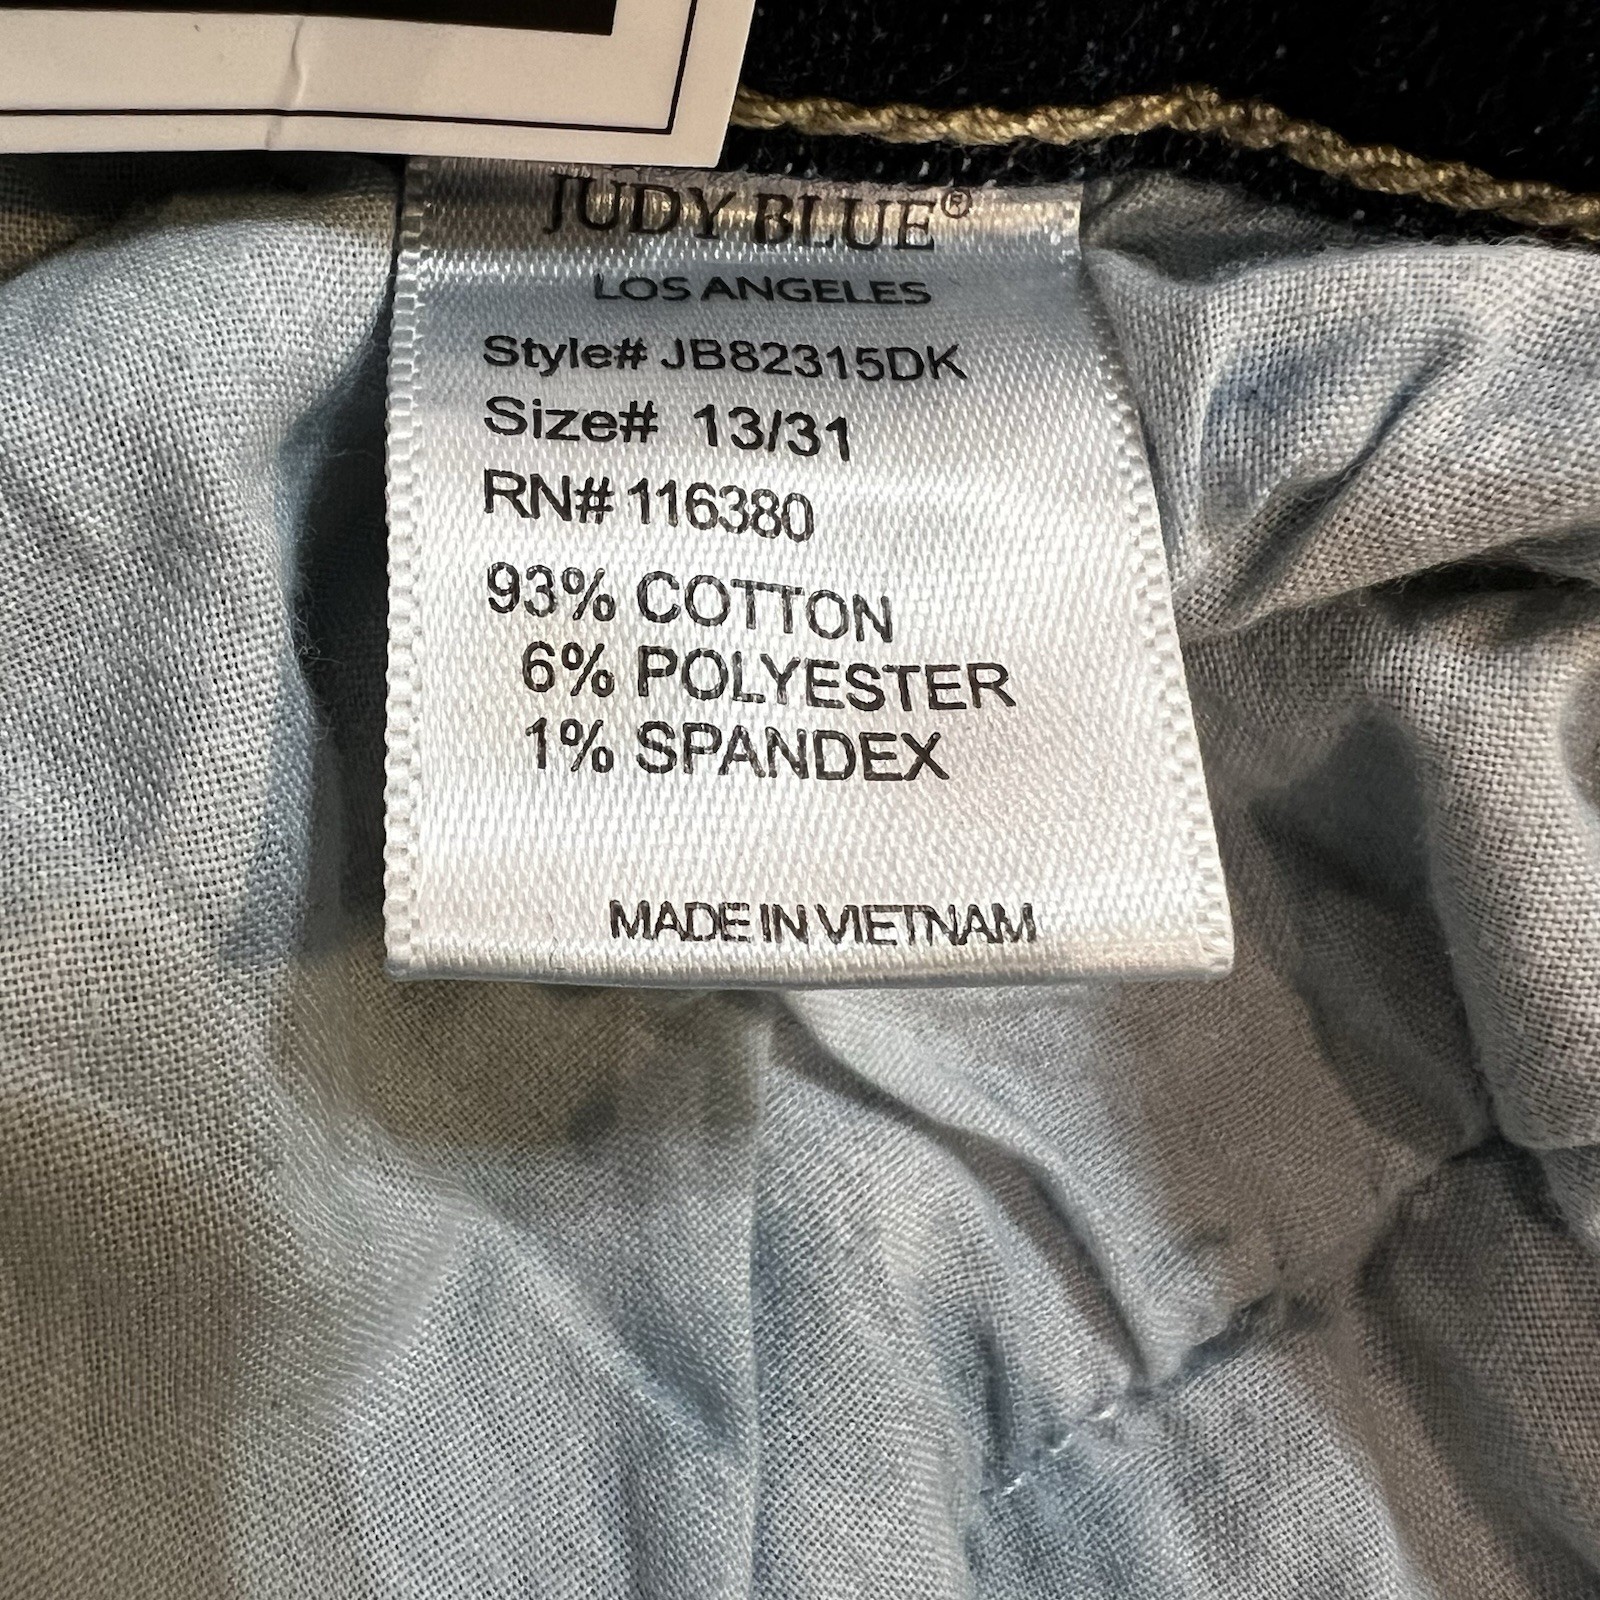 JUDY BLUE®
LOS ANGELES
Style# JB82315DK
Size# 13/31
RN# 116380
93% COTTON
6% POLYESTER
1% SPANDEX
MADE IN VIETNAM